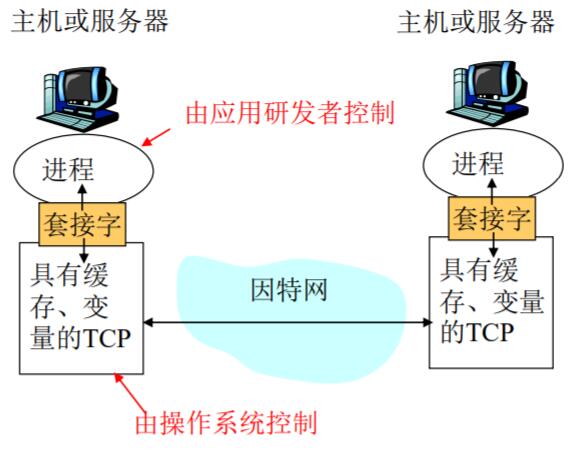 主机或服务器
主机或服务器
由应用研发者控制
进程
进程
套接字
套接字
具有缓
存、变
量的TCP
因特网
具有缓
存、变量
的TCP
由操作系统控制